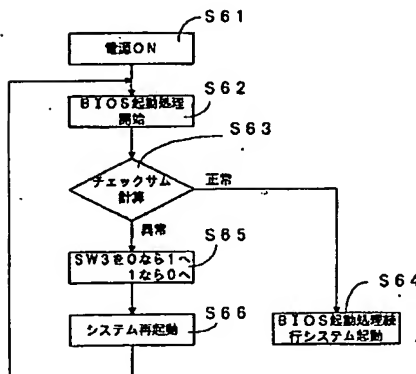 S61
電源ON
S62
BIOS起動処理
開始
S63
チェックサム
計算
正常
異常
S65
SW3を0なら1へ
1なら0へ
S64
S66
システム再起動
BIOS起動処理続
行システム起動